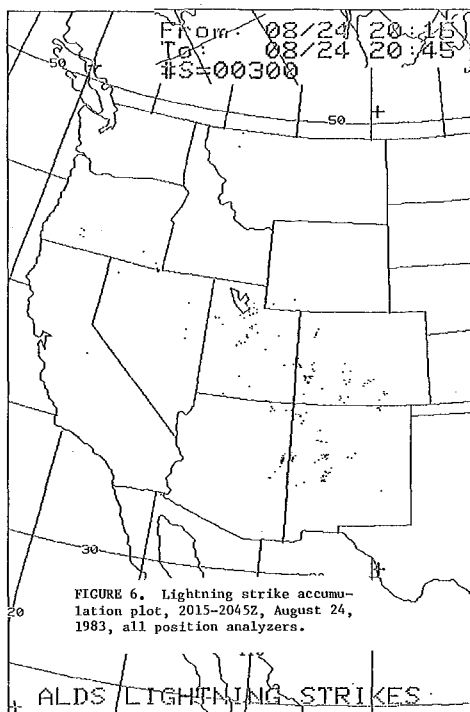 From: 08/24 20:15
To: 08/24 20:45
#S=00300
50
50
30
20
FIGURE 6. Lightning strike accumu-
lation plot, 2015-2045Z, August 24,
1983, all position analyzers.
110
ALDS LIGHTNING STRIKES